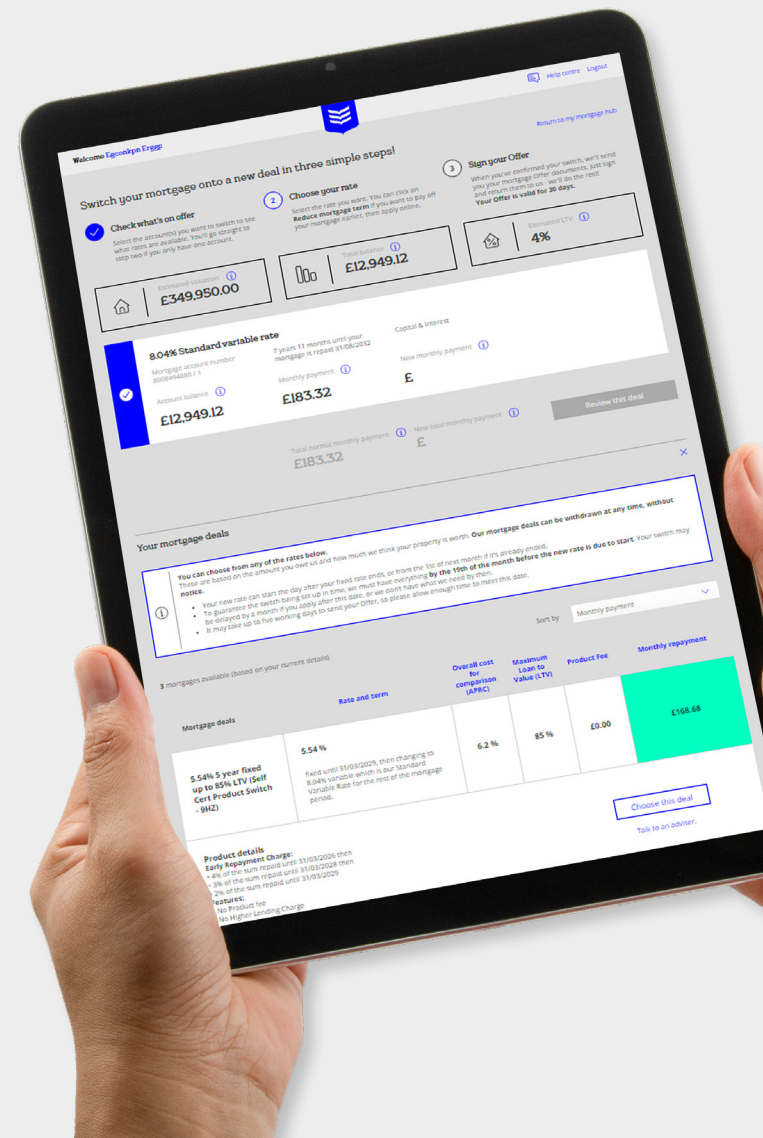 Help centre Logout
Welcome Egconkpn Erggp
Return to my mortgage hub
Switch your mortgage onto a new deal in three simple steps!
Check what's on offer
Select the account(s) you want to switch to see
what rates are available. You'll go straight to
step two if you only have one account.
2 Choose your rate
Select the rate you want. You can click on
Reduce mortgage term if you want to pay off
your mortgage earlier, then apply online.
3 Sign your Offer
When you've confirmed your switch, we'll send
you your mortgage Offer documents. Just sign
and return them to us - we'll do the rest!
Your Offer is valid for 30 days.
Estimated valuation
£349,950.00
Total balance
£12,949.12
Estimated LTV
4%
8.04% Standard variable rate
Mortgage account number
8008494880 / 1
7 years 11 months until your
mortgage is repaid 31/08/2032
Capital & Interest
Account balance
£12,949.12
Monthly payment
£183.32
New monthly payment
£
Total normal monthly payment
£183.32
New total monthly payment
£
Review this deal
Your mortgage deals
You can choose from any of the rates below.
These are based on the amount you owe us and how much we think your property is worth. Our mortgage deals can be withdrawn at any time, without
notice.
• Your new rate can start the day after your fixed rate ends, or from the 1st of next month if it's already ended.
• To guarantee the switch being set up in time, we must have everything by the 19th of the month before the new rate is due to start. Your switch may
be delayed by a month if you apply after this date, or we don't have what we need by then.
• It may take up to five working days to send your Offer, so please allow enough time to meet this date.
Sort by Monthly payment
3 mortgages available (based on your current details)
Mortgage deals
Rate and term
Overall cost
for
comparison
(APRC)
Maximum
Loan to
Value (LTV)
Product Fee
Monthly repayment
5.54% 5 year fixed
up to 85% LTV (Self
Cert Product Switch
- 9HZ)
5.54 %
fixed until 31/03/2029, then changing to
8.04% variable which is our Standard
Variable Rate for the rest of the mortgage
period.
6.2 %
85 %
£0.00
£168.68
Choose this deal
Talk to an adviser.
Product details
Early Repayment Charge:
• 4% of the sum repaid until 31/03/2026 then
• 3% of the sum repaid until 31/03/2028 then
• 2% of the sum repaid until 31/03/2029
Features:
No Product fee
No Higher Lending Charge